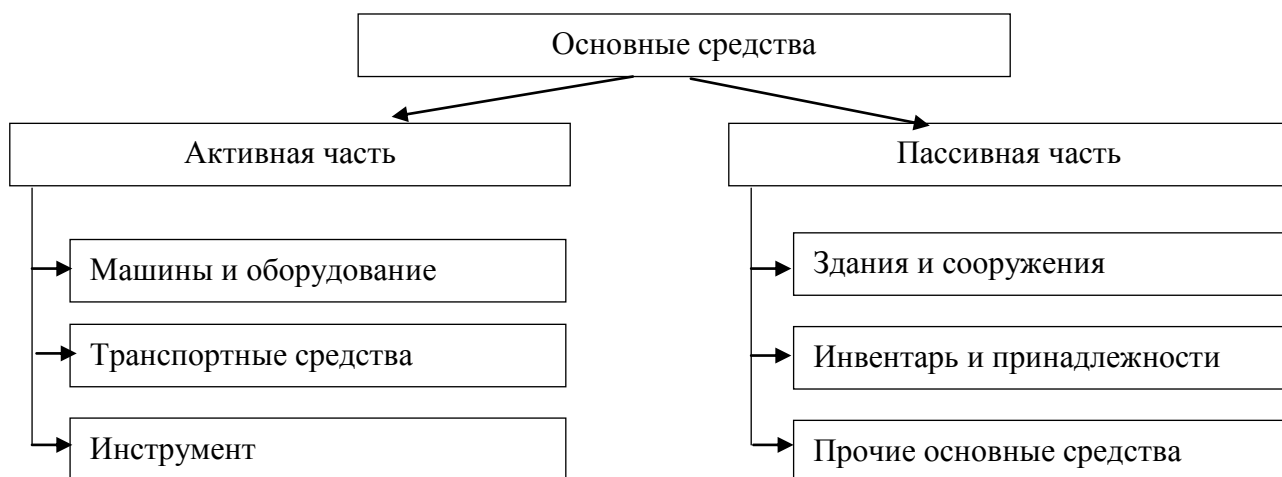 Основные средства
Активная часть
Пассивная часть
Машины и оборудование
Здания и сооружения
Транспортные средства
Инвентарь и принадлежности
Инструмент
Прочие основные средства